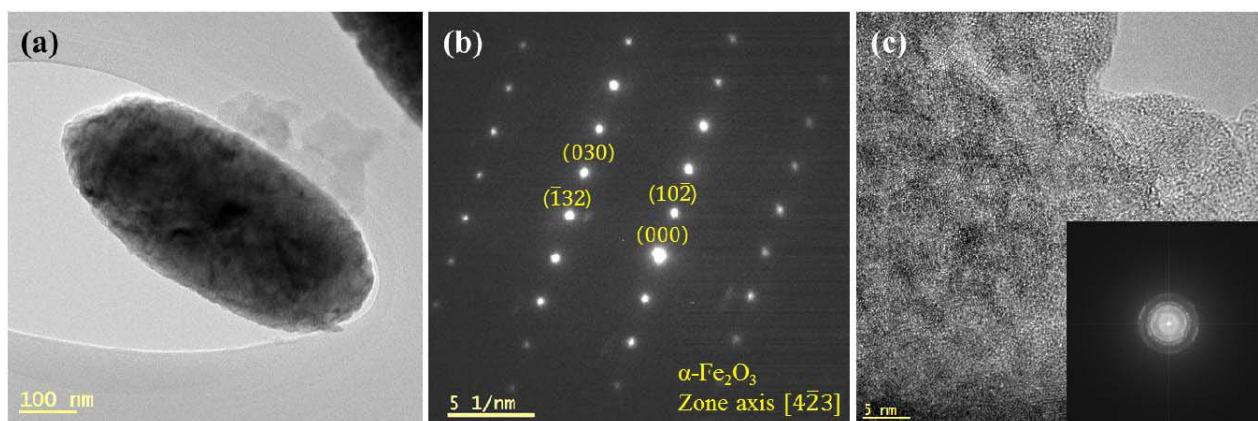 (a)
100 nm
(b)
(030)
(1̅32)
(102̅)
(000)
5 1/nm
α-Fe₂O₃
Zone axis [42̅3]
(c)
5 nm